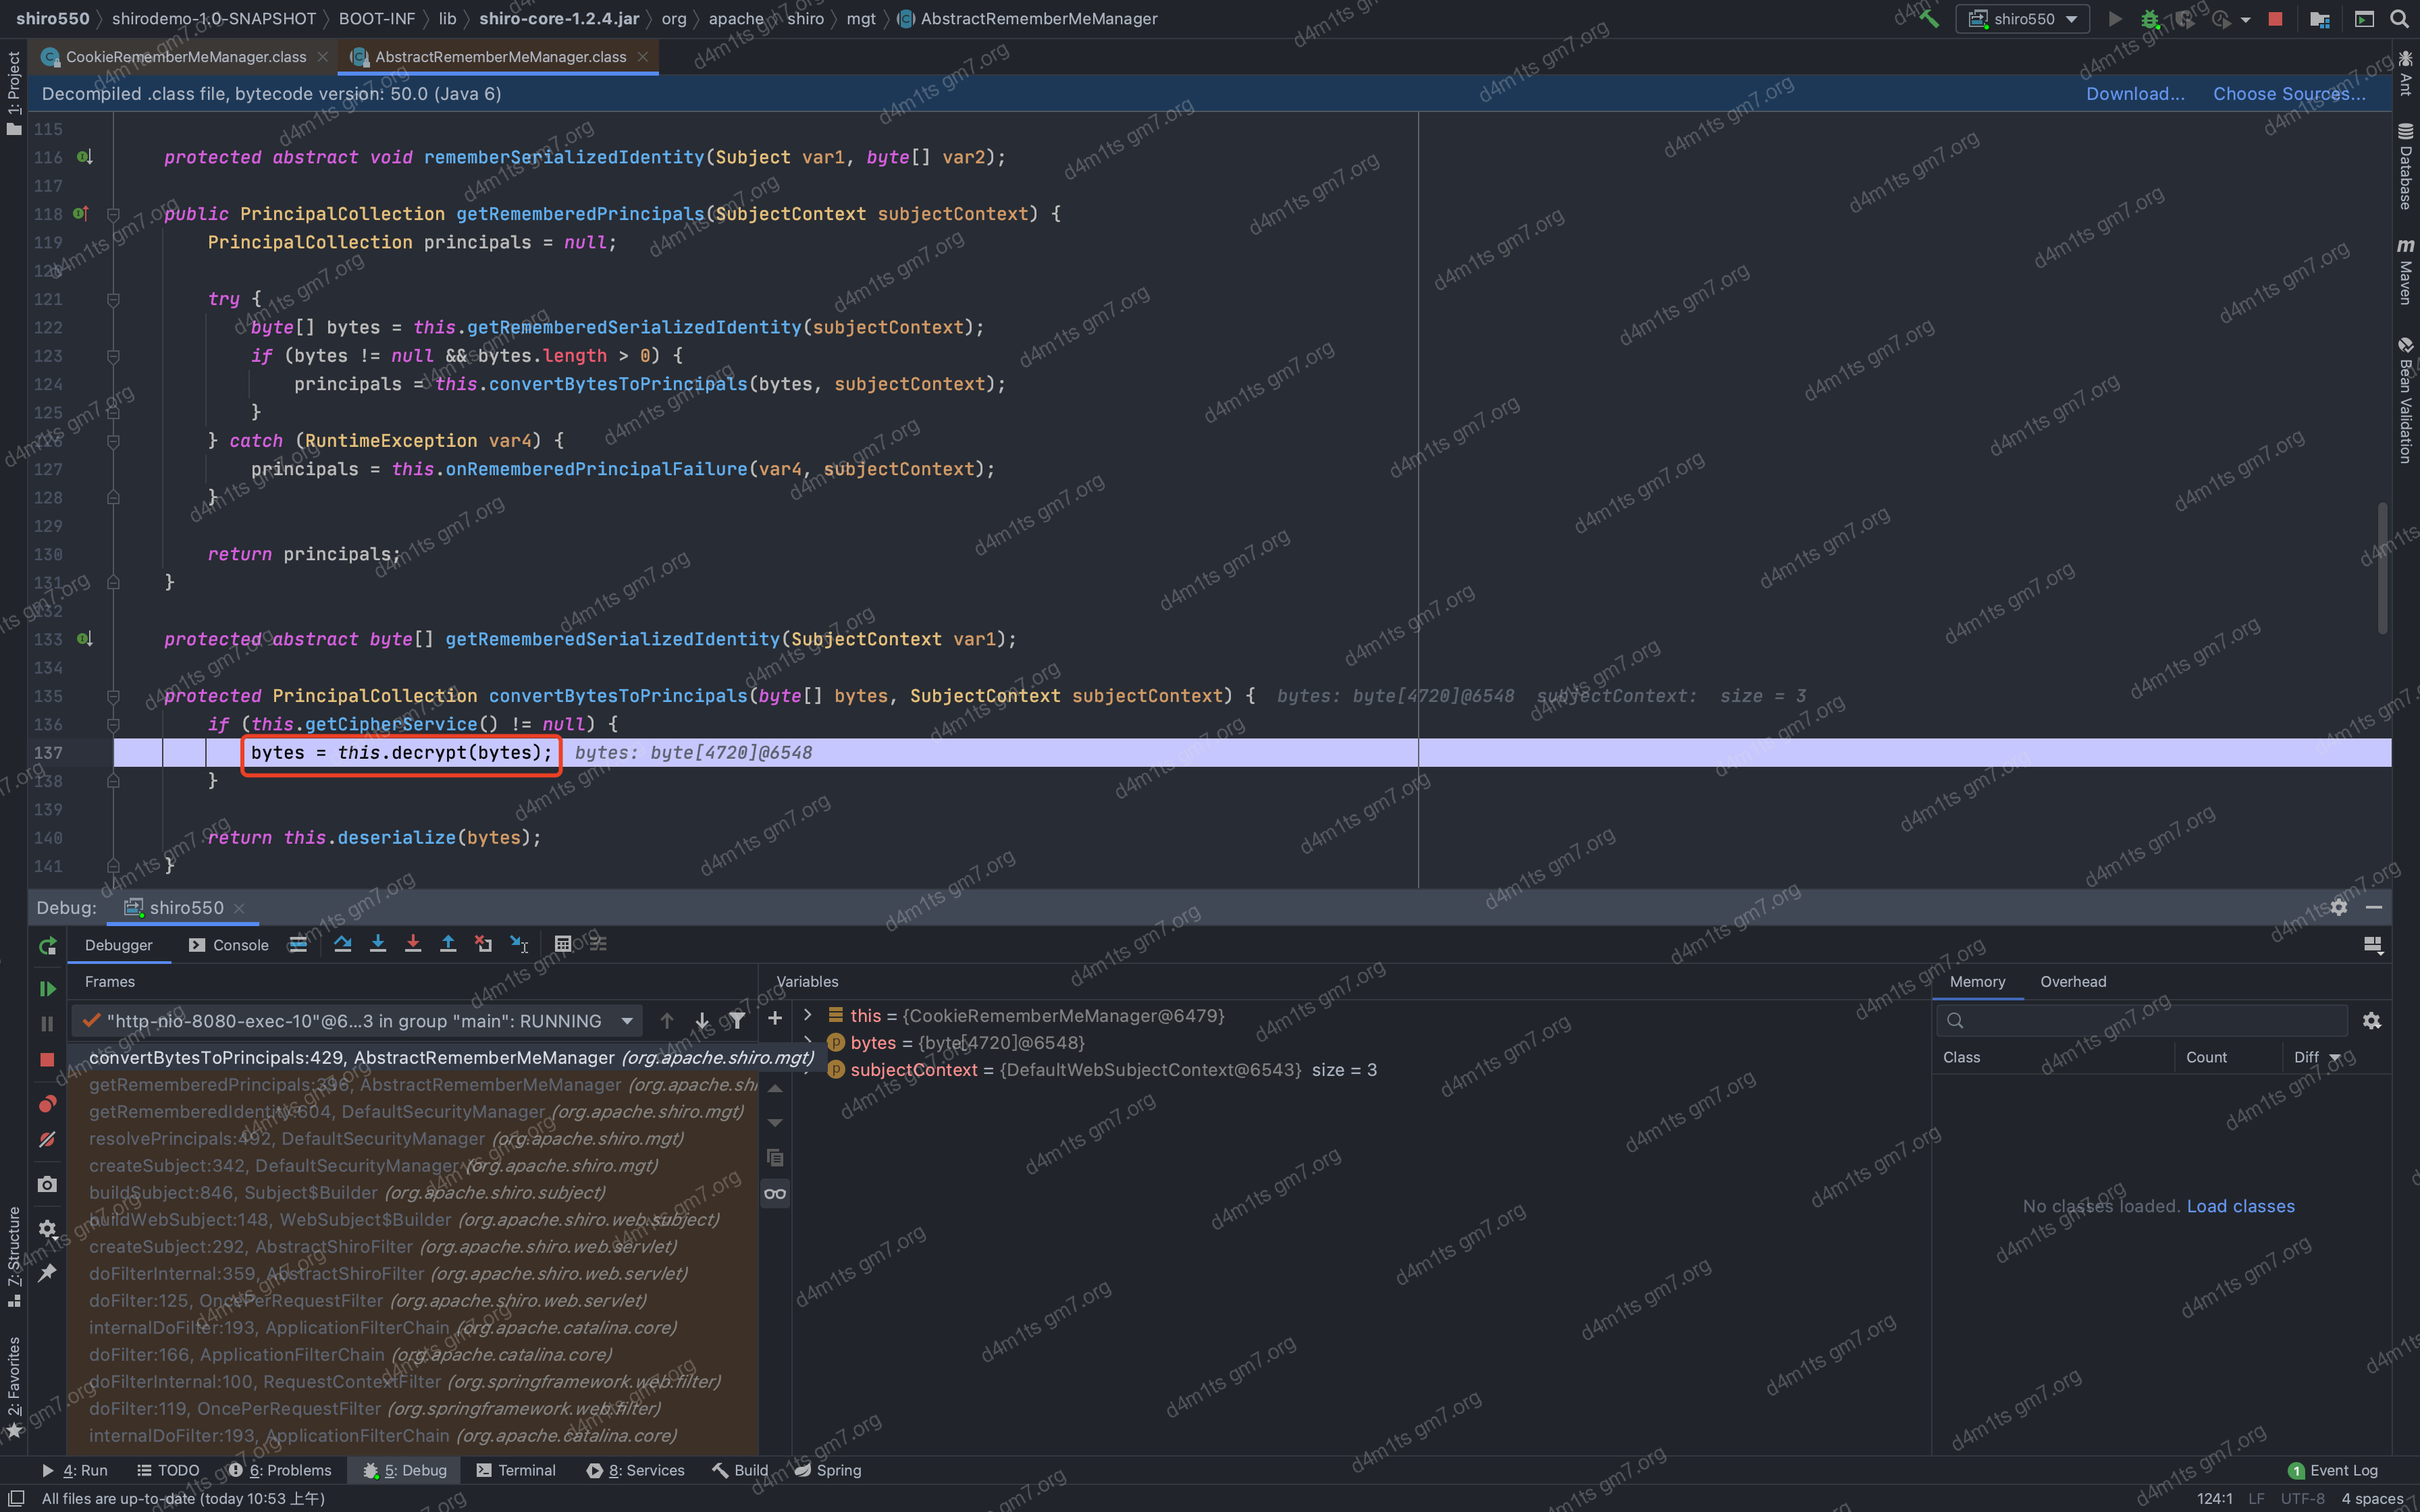 shiro550 shirodemo-1.0-SNAPSHOT BOOT-INF lib shiro-core-1.2.4.jar org apache shiro mgt AbstractRememberMeManager
shiro550
CookieRememberMeManager.class AbstractRememberMeManager.class
Decompiled .class file, bytecode version: 50.0 (Java 6) Download... Choose Sources...
115
116 protected abstract void rememberSerializedIdentity(Subject var1, byte[] var2);
117
118 public PrincipalCollection getRememberedPrincipals(SubjectContext subjectContext) {
119 PrincipalCollection principals = null;
120
121 try {
122 byte[] bytes = this.getRememberedSerializedIdentity(subjectContext);
123 if (bytes != null && bytes.length > 0) {
124 principals = this.convertBytesToPrincipals(bytes, subjectContext);
125 }
126 } catch (RuntimeException var4) {
127 principals = this.onRememberedPrincipalFailure(var4, subjectContext);
128 }
129
130 return principals;
131 }
132
133 protected abstract byte[] getRememberedSerializedIdentity(SubjectContext var1);
134
135 protected PrincipalCollection convertBytesToPrincipals(byte[] bytes, SubjectContext subjectContext) { bytes: byte[4720]@6548 subjectContext: size = 3
136 if (this.getCipherService() != null) {
137 bytes = this.decrypt(bytes); bytes: byte[4720]@6548
138 }
139
140 return this.deserialize(bytes);
141 }
Debug: shiro550
Debugger Console
Frames
"http-nio-8080-exec-10"@6...3 in group "main": RUNNING
convertBytesToPrincipals:429, AbstractRememberMeManager (org.apache.shiro.mgt)
getRememberedPrincipals:396, AbstractRememberMeManager (org.apache.shi
getRememberedIdentity:604, DefaultSecurityManager (org.apache.shiro.mgt)
resolvePrincipals:492, DefaultSecurityManager (org.apache.shiro.mgt)
createSubject:342, DefaultSecurityManager (org.apache.shiro.mgt)
buildSubject:846, Subject$Builder (org.apache.shiro.subject)
buildWebSubject:148, WebSubject$Builder (org.apache.shiro.web.subject)
createSubject:292, AbstractShiroFilter (org.apache.shiro.web.servlet)
doFilterInternal:359, AbstractShiroFilter (org.apache.shiro.web.servlet)
doFilter:125, OncePerRequestFilter (org.apache.shiro.web.servlet)
internalDoFilter:193, ApplicationFilterChain (org.apache.catalina.core)
doFilter:166, ApplicationFilterChain (org.apache.catalina.core)
doFilterInternal:100, RequestContextFilter (org.springframework.web.filter)
doFilter:119, OncePerRequestFilter (org.springframework.web.filter)
internalDoFilter:193, ApplicationFilterChain (org.apache.catalina.core)
Variables
this = {CookieRememberMeManager@6479}
bytes = {byte[4720]@6548}
subjectContext = {DefaultWebSubjectContext@6543} size = 3
Memory Overhead
Class Count Diff
No classes loaded. Load classes
1: Project
7: Structure
2: Favorites
Ant
Database
Maven
Bean Validation
4: Run TODO 6: Problems 5: Debug Terminal 8: Services Build Spring 1 Event Log
All files are up-to-date (today 10:53 上午) 124:1 LF UTF-8 4 spaces
d4m1ts gm7.org